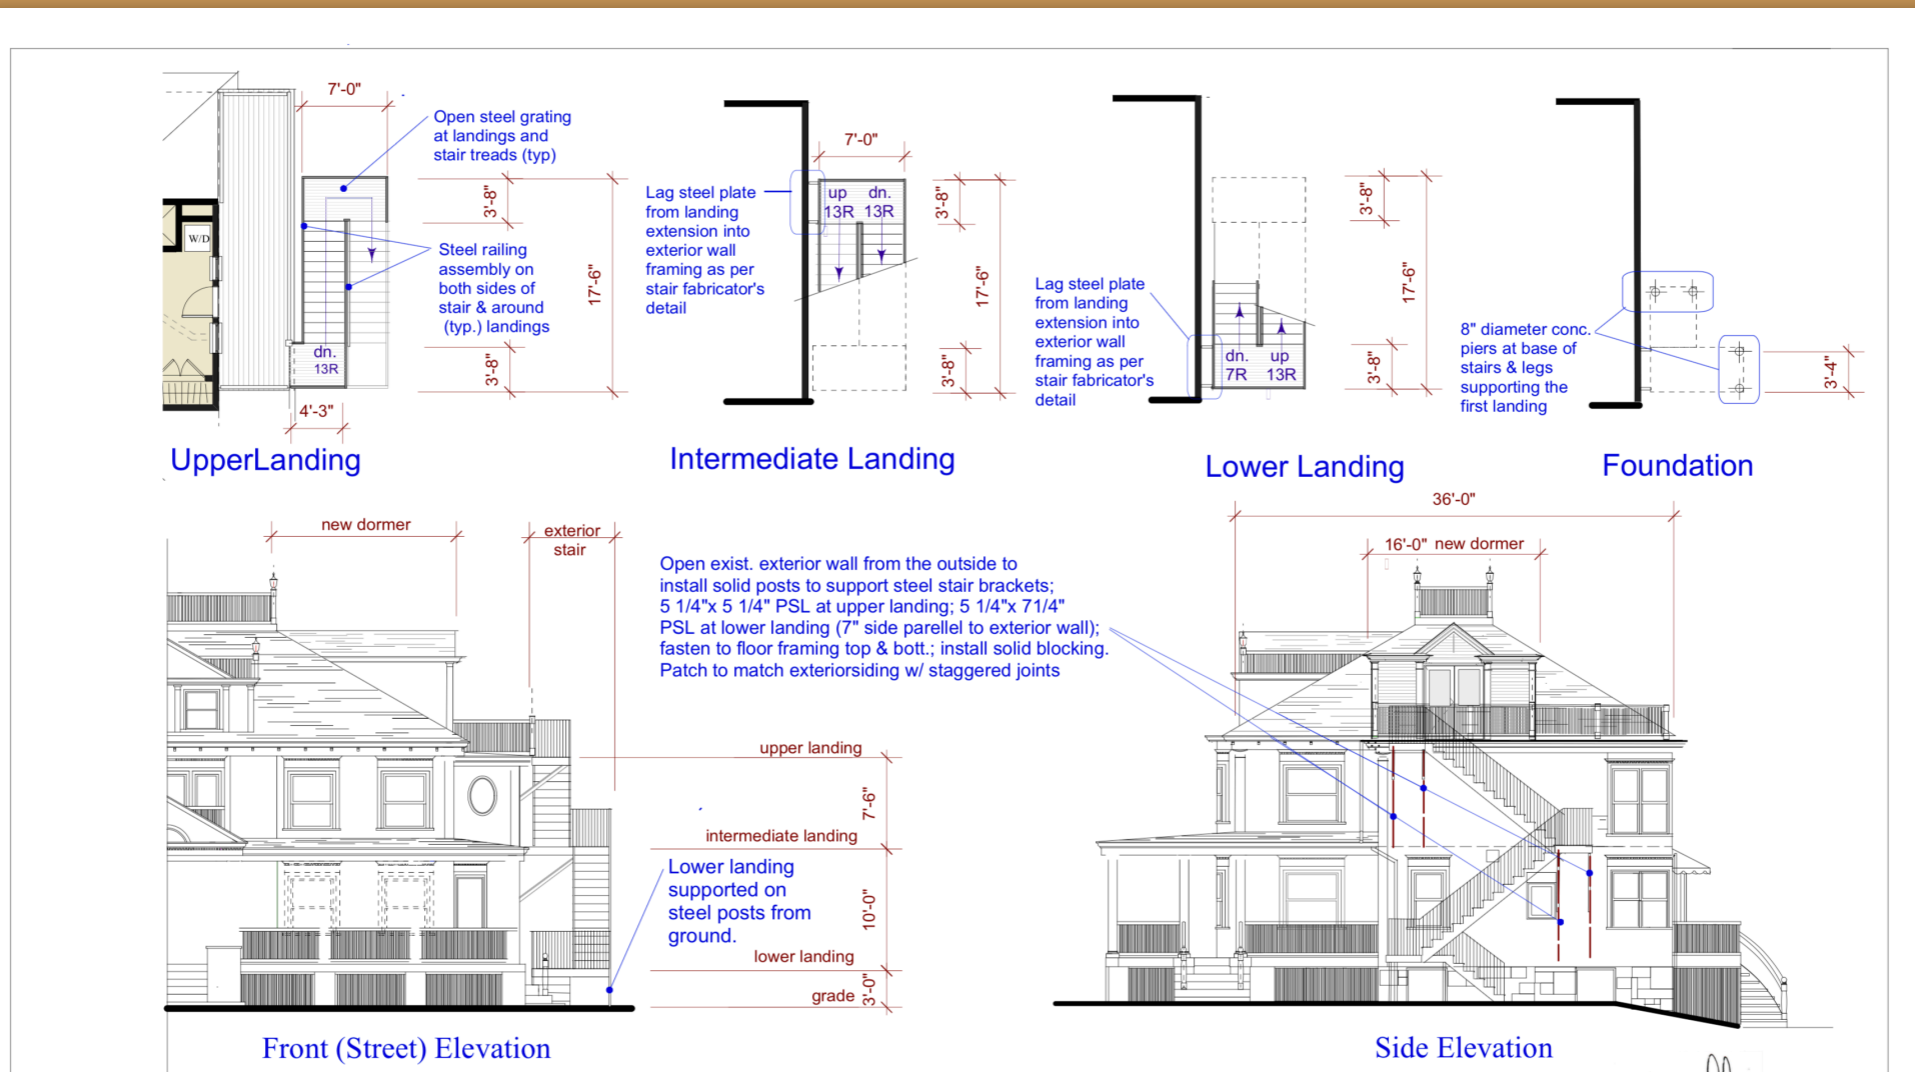 7'-0"
Open steel grating
at landings and
stair treads (typ)
3'-8"
17'-6"
W/D
Steel railing
assembly on
both sides of
stair & around
(typ.) landings
dn.
13R
3'-8"
4'-3"
UpperLanding
7'-0"
Lag steel plate
from landing
extension into
exterior wall
framing as per
stair fabricator's
detail
up dn.
13R 13R
3'-8"
17'-6"
3'-8"
Intermediate Landing
Lag steel plate
from landing
extension into
exterior wall
framing as per
stair fabricator's
detail
3'-8"
17'-6"
dn. up
7R 13R
3'-8"
Lower Landing
8" diameter conc.
piers at base of
stairs & legs
supporting the
first landing
3'-4"
Foundation
new dormer
exterior
stair
Open exist. exterior wall from the outside to
install solid posts to support steel stair brackets;
5 1/4"x 5 1/4" PSL at upper landing; 5 1/4"x 71/4"
PSL at lower landing (7" side parellel to exterior wall);
fasten to floor framing top & bott.; install solid blocking.
Patch to match exteriorsiding w/ staggered joints
upper landing
7'-6"
intermediate landing
Lower landing
supported on
steel posts from
ground.
10'-0"
lower landing
grade
3'-0"
Front (Street) Elevation
36'-0"
16'-0" new dormer
Side Elevation